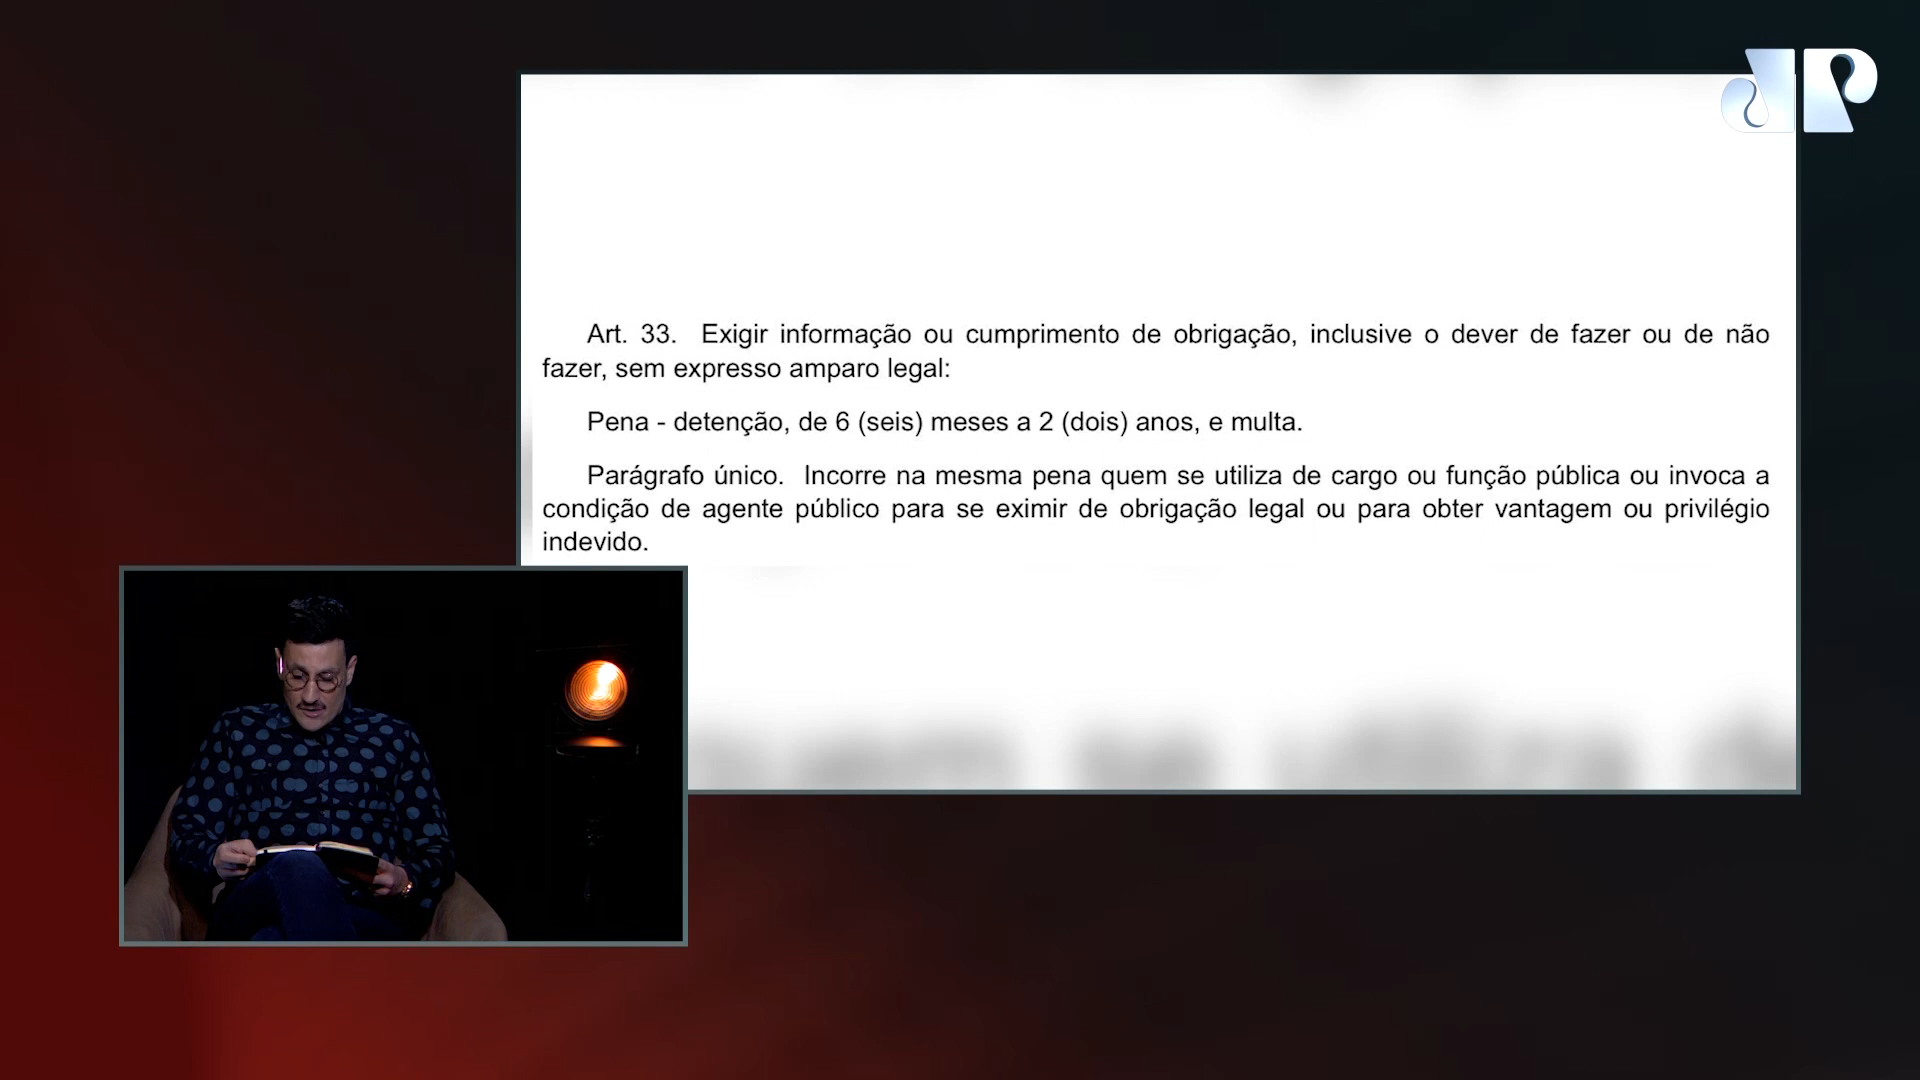 JP
Art. 33. Exigir informação ou cumprimento de obrigação, inclusive o dever de fazer ou de não
fazer, sem expresso amparo legal:
Pena - detenção, de 6 (seis) meses a 2 (dois) anos, e multa.
Parágrafo único. Incorre na mesma pena quem se utiliza de cargo ou função pública ou invoca a
condição de agente público para se eximir de obrigação legal ou para obter vantagem ou privilégio
indevido.